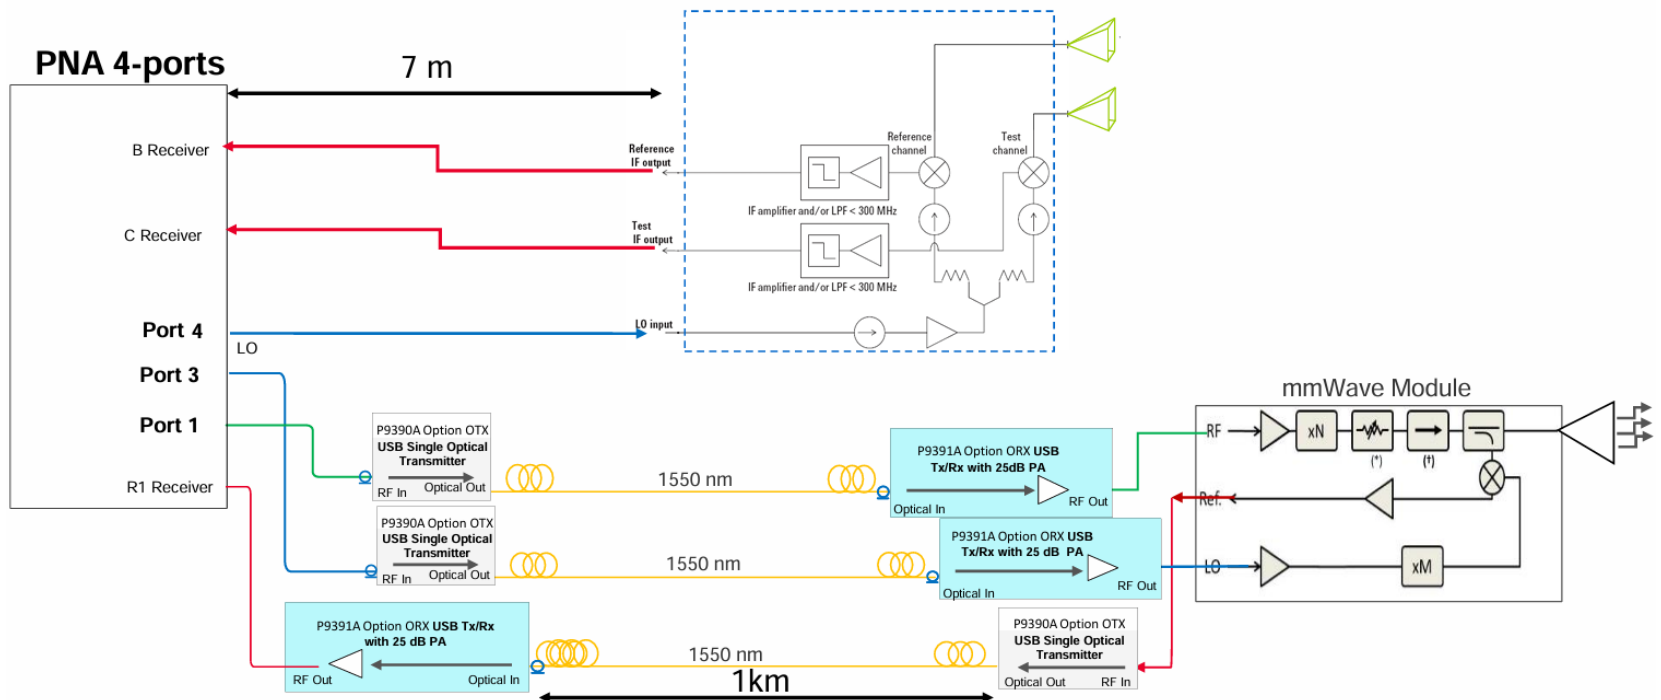 PNA 4-ports
7 m
B Receiver
C Receiver
Port 4
LO
Port 3
Port 1
R1 Receiver
Reference
IF output
Test
IF output
LO input
Reference
channel
Test
channel
IF amplifier and/or LPF < 300 MHz
IF amplifier and/or LPF < 300 MHz
P9390A Option OTX
USB Single Optical
Transmitter
RF In
Optical Out
1550 nm
P9391A Option ORX USB
Tx/Rx with 25dB PA
Optical In
RF Out
P9390A Option OTX
USB Single Optical
Transmitter
RF In
Optical Out
1550 nm
P9391A Option ORX USB
Tx/Rx with 25 dB PA
Optical In
RF Out
P9391A Option ORX USB Tx/Rx
with 25 dB PA
RF Out
Optical In
1550 nm
1km
P9390A Option OTX
USB Single Optical
Transmitter
Optical Out
RF In
mmWave Module
RF
xN
(*)
(†)
Ref.
LO
xM